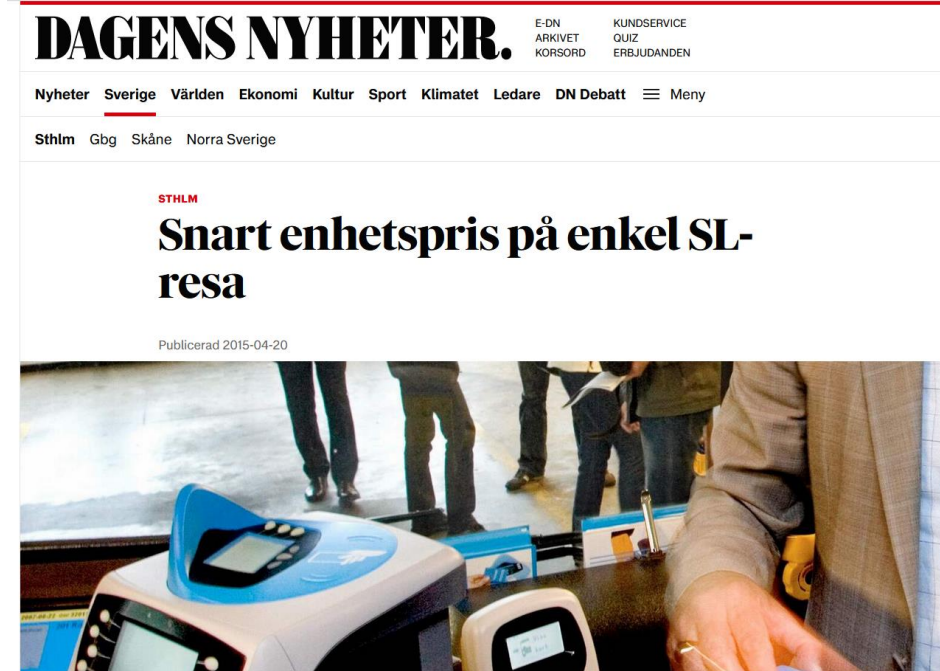 DAGENS NYHETER.
E-DN
ARKIVET
KORSORD
KUNDSERVICE
QUIZ
ERBJUDANDEN
Nyheter Sverige Världen Ekonomi Kultur Sport Klimatet Ledare DN Debatt Meny
Sthlm Gbg Skåne Norra Sverige
STHLM
Snart enhetspris på enkel SL-
resa
Publicerad 2015-04-20